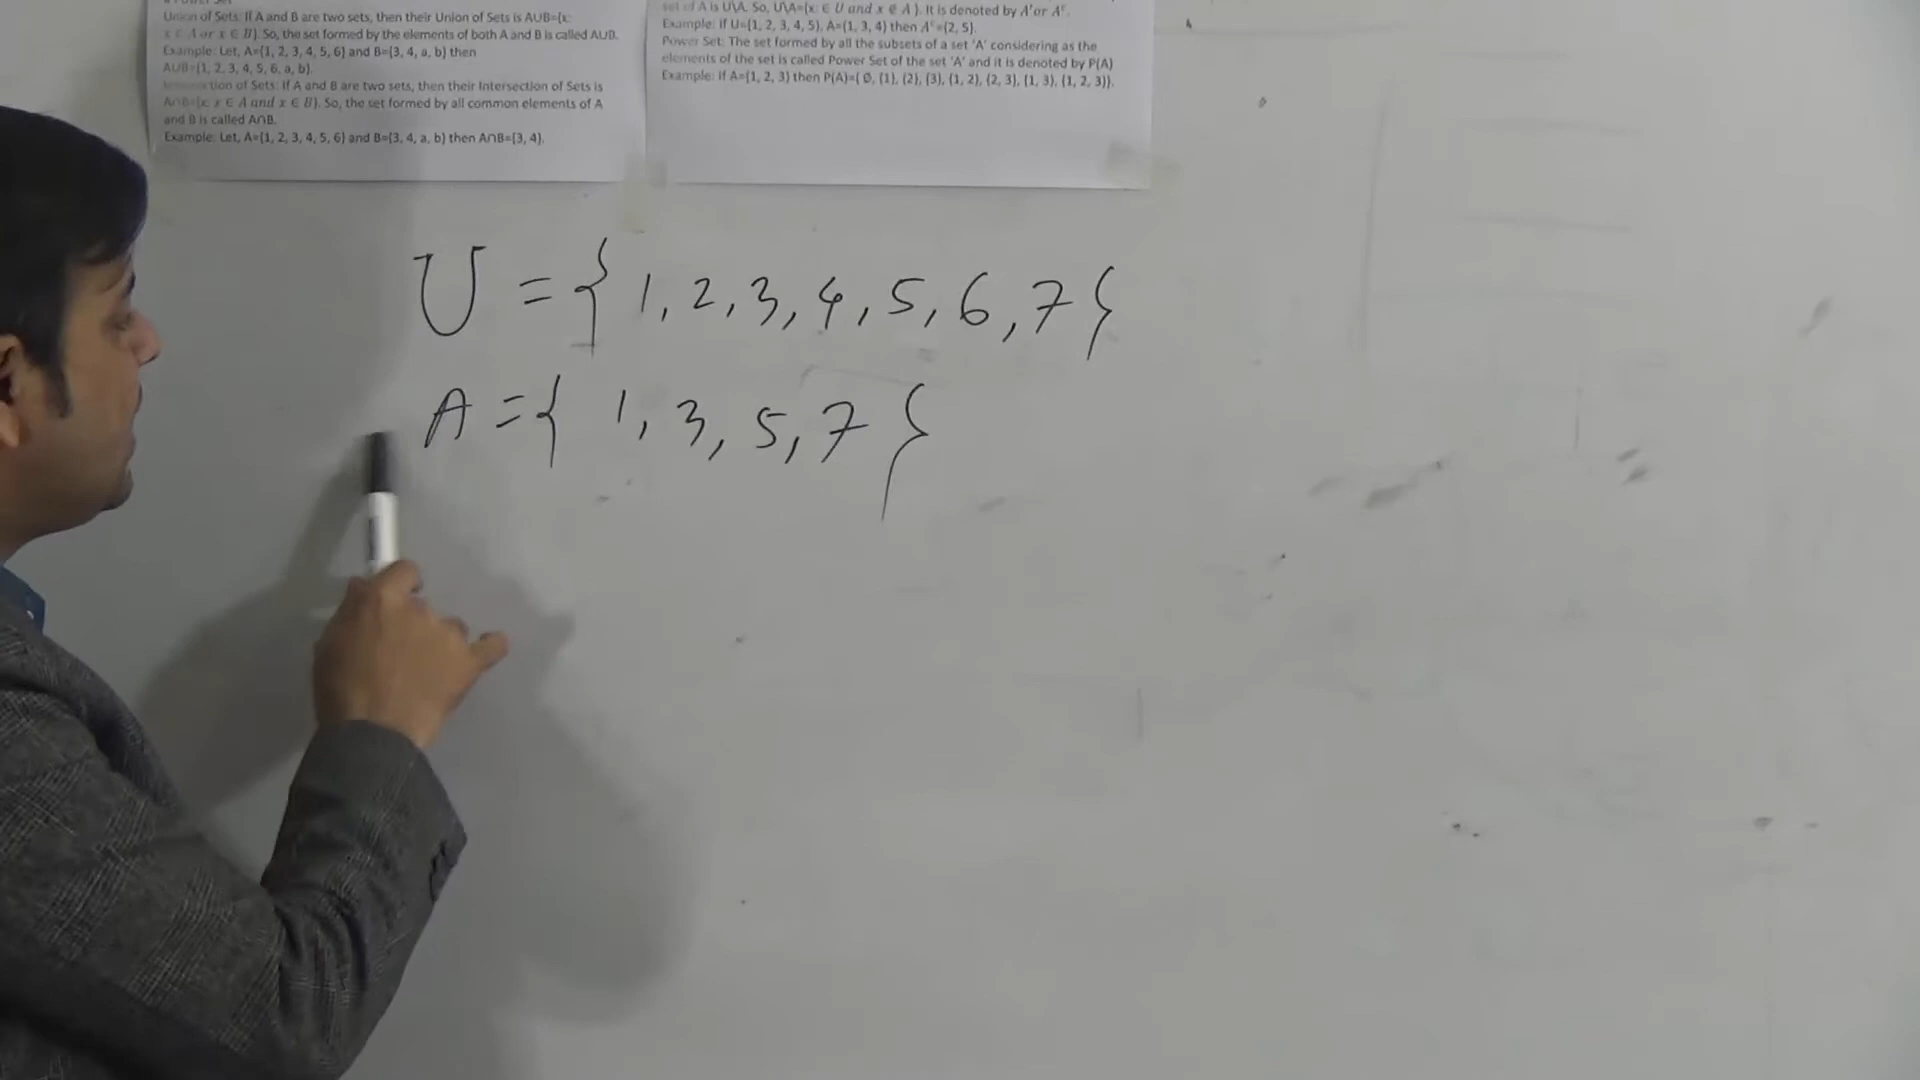 Union of Sets: If A and B are two sets, then their Union of Sets is A∪B={x:
x ∈ A or x ∈ B}. So, the set formed by the elements of both A and B is called A∪B.
Example: Let, A={1, 2, 3, 4, 5, 6} and B={3, 4, a, b} then
A∪B={1, 2, 3, 4, 5, 6, a, b}.
Intersection of Sets: If A and B are two sets, then their Intersection of Sets is
A∩B={x: x ∈ A and x ∈ B}. So, the set formed by all common elements of A
and B is called A∩B.
Example: Let, A={1, 2, 3, 4, 5, 6} and B={3, 4, a, b} then A∩B={3, 4}.
set of A is U\A. So, U\A={x: ∈ U and x ∉ A }. It is denoted by A' or Aᶜ.
Example: If U={1, 2, 3, 4, 5}, A={1, 3, 4} then Aᶜ={2, 5}.
Power Set: The set formed by all the subsets of a set 'A' considering as the
elements of the set is called Power Set of the set 'A' and it is denoted by P(A)
Example: If A={1, 2, 3} then P(A)={ Ø, {1}, {2}, {3}, {1, 2}, {2, 3}, {1, 3}, {1, 2, 3}}.
U = { 1, 2, 3, 4, 5, 6, 7 }
A = { 1, 3, 5, 7 }